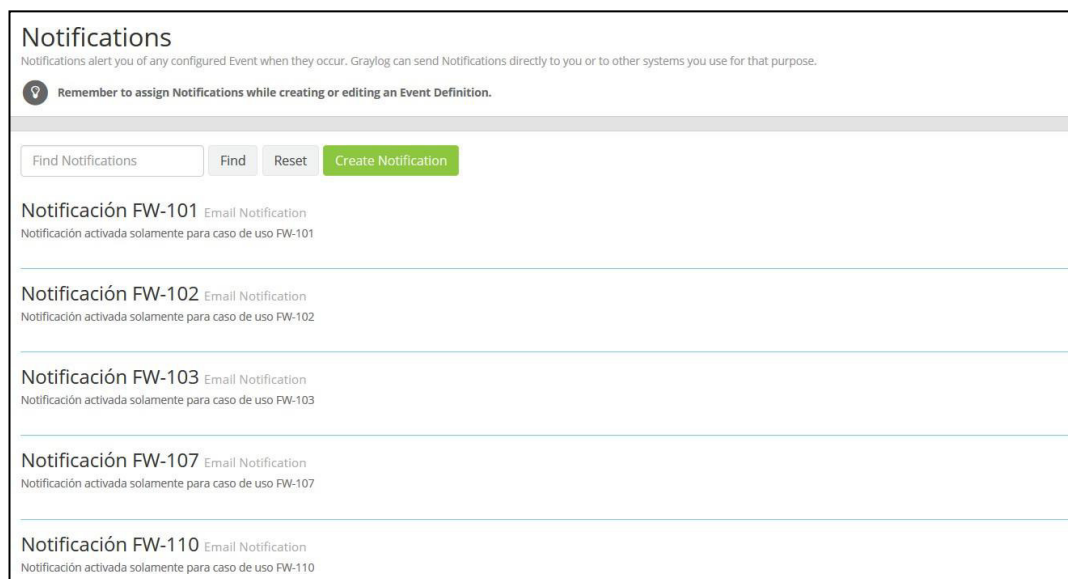 Notifications
Notifications alert you of any configured Event when they occur. Graylog can send Notifications directly to you or to other systems you use for that purpose.
Remember to assign Notifications while creating or editing an Event Definition.
Find Notifications Find Reset Create Notification
Notificación FW-101 Email Notification
Notificación activada solamente para caso de uso FW-101
Notificación FW-102 Email Notification
Notificación activada solamente para caso de uso FW-102
Notificación FW-103 Email Notification
Notificación activada solamente para caso de uso FW-103
Notificación FW-107 Email Notification
Notificación activada solamente para caso de uso FW-107
Notificación FW-110 Email Notification
Notificación activada solamente para caso de uso FW-110